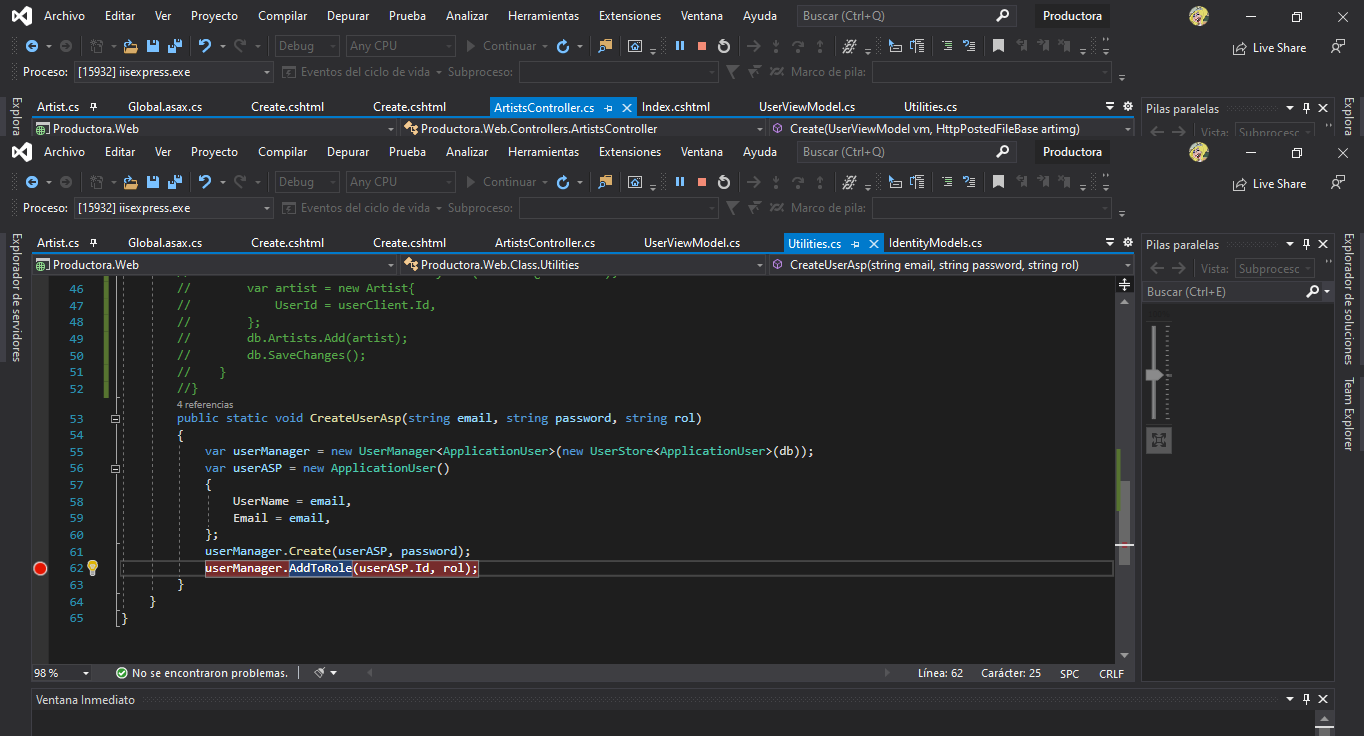 Archivo Editar Ver Proyecto Compilar Depurar Prueba Analizar Herramientas Extensiones Ventana Ayuda Buscar (Ctrl+Q) Productora
Debug Any CPU Continuar Live Share
Proceso: [15932] iisexpress.exe Eventos del ciclo de vida Subproceso: Marco de pila:
Explora Artist.cs Global.asax.cs Create.cshtml Create.cshtml ArtistsController.cs Index.cshtml UserViewModel.cs Utilities.cs Pilas paralelas Explora
Productora.Web Productora.Web.Controllers.ArtistsController Create(UserViewModel vm, HttpPostedFileBase artimg) Vista: Subproceso
Archivo Editar Ver Proyecto Compilar Depurar Prueba Analizar Herramientas Extensiones Ventana Ayuda Buscar (Ctrl+Q) Productora
Debug Any CPU Continuar Live Share
Proceso: [15932] iisexpress.exe Eventos del ciclo de vida Subproceso: Marco de pila:
Explorador de servidores
Artist.cs Global.asax.cs Create.cshtml Create.cshtml ArtistsController.cs UserViewModel.cs Utilities.cs IdentityModels.cs Pilas paralelas
Productora.Web Productora.Web.Class.Utilities CreateUserAsp(string email, string password, string rol) Vista: Subproceso
Buscar (Ctrl+E)
Explorador de soluciones
Team Explorer
46 // var artist = new Artist{
47 // UserId = userClient.Id,
48 // };
49 // db.Artists.Add(artist);
50 // db.SaveChanges();
51 // }
52 //}
4 referencias
53 public static void CreateUserAsp(string email, string password, string rol)
54 {
55 var userManager = new UserManager<ApplicationUser>(new UserStore<ApplicationUser>(db));
56 var userASP = new ApplicationUser()
57 {
58 UserName = email,
59 Email = email,
60 };
61 userManager.Create(userASP, password);
62 userManager.AddToRole(userASP.Id, rol);
63 }
64 }
65 }
98 % No se encontraron problemas. Línea: 62 Carácter: 25 SPC CRLF
Ventana Inmediato